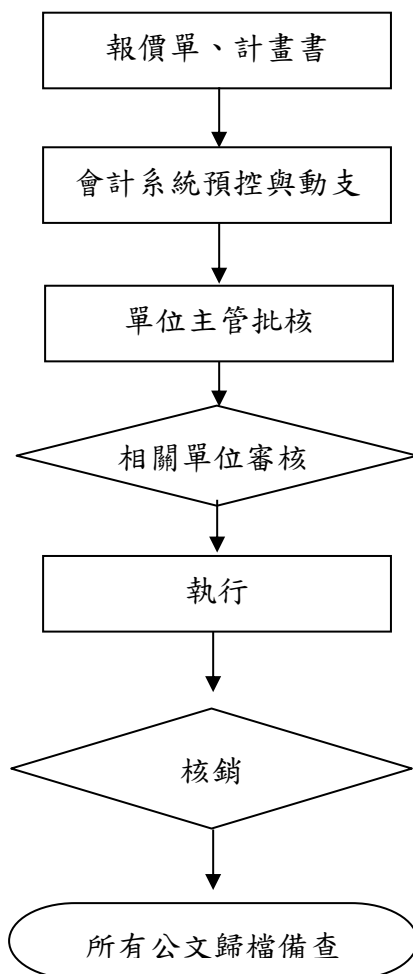 報價單、計畫書
會計系統預控與動支
單位主管批核
相關單位審核
執行
核銷
所有公文歸檔備查